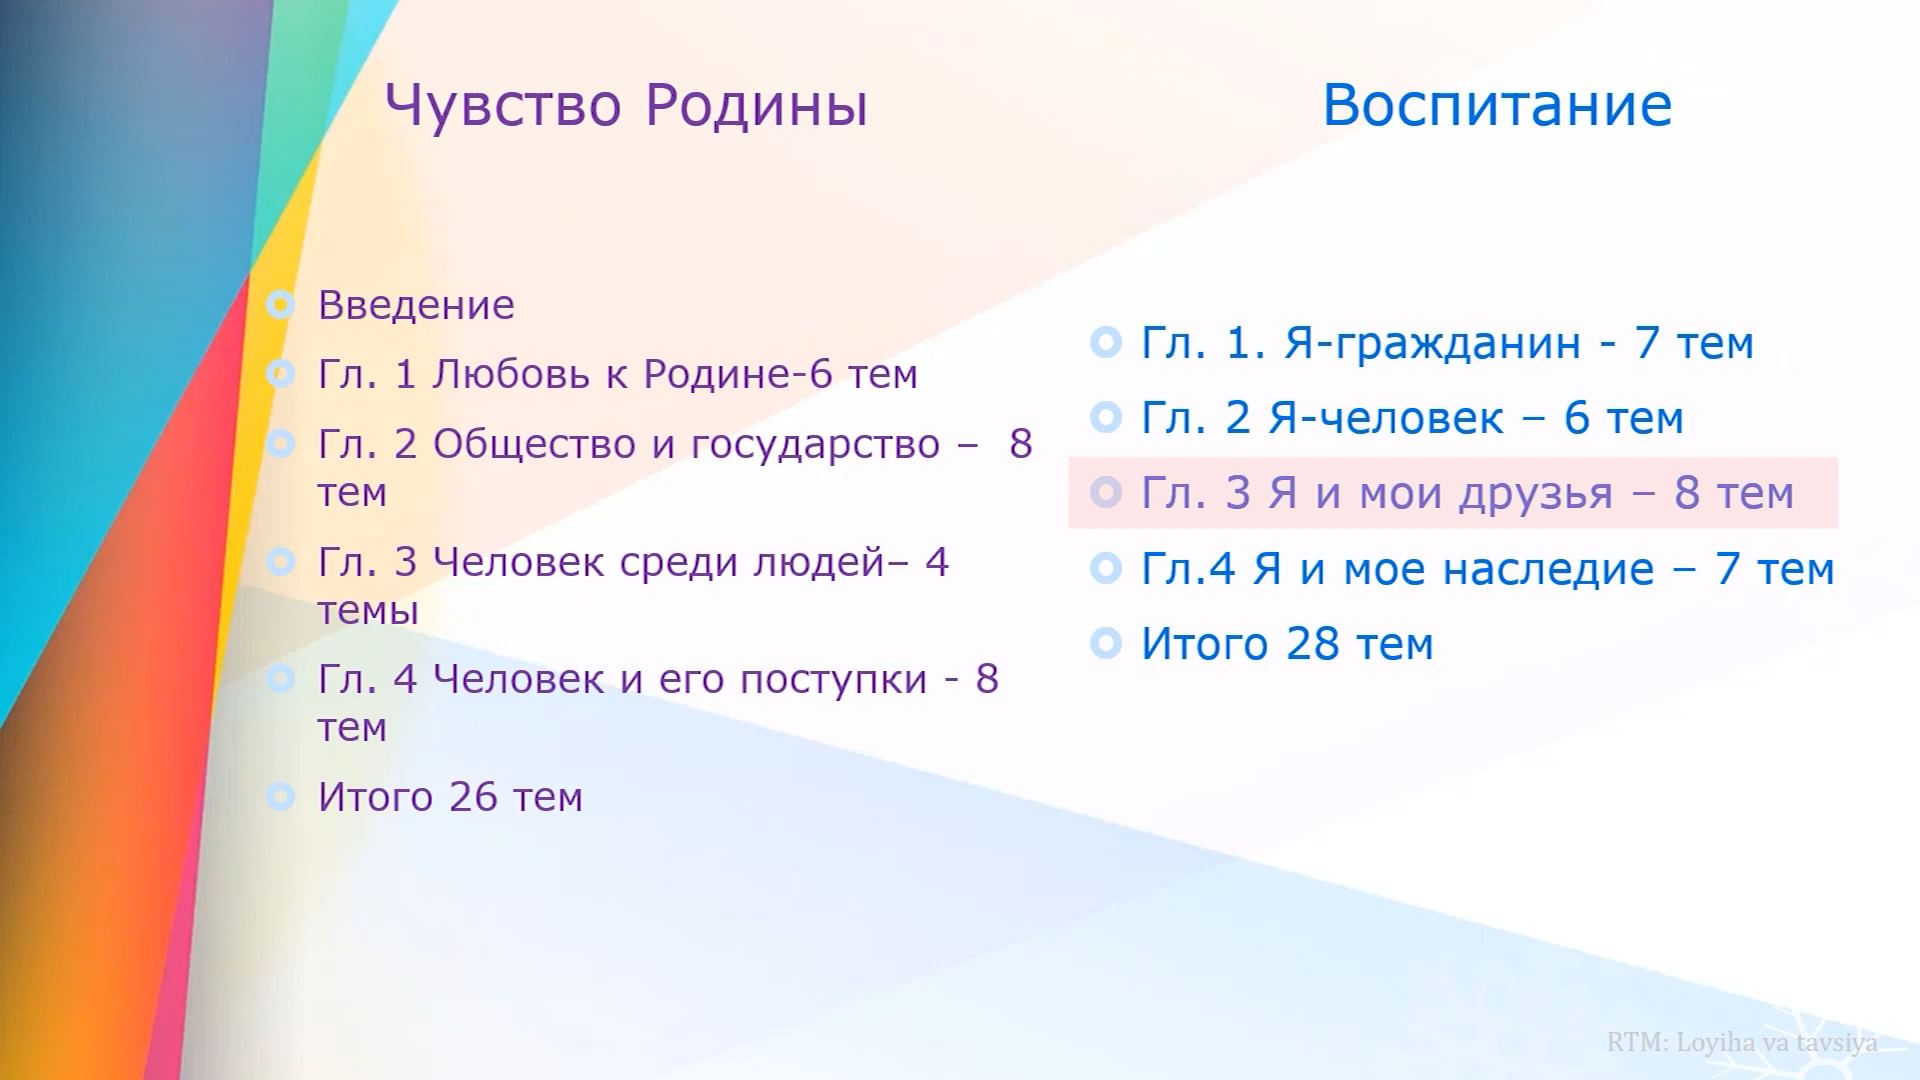 Чувство Родины
Введение
Гл. 1 Любовь к Родине-6 тем
Гл. 2 Общество и государство –  8
тем
Гл. 3 Человек среди людей– 4
темы
Гл. 4 Человек и его поступки - 8
тем
Итого 26 тем
Воспитание
Гл. 1. Я-гражданин - 7 тем
Гл. 2 Я-человек – 6 тем
Гл. 3 Я и мои друзья – 8 тем
Гл.4 Я и мое наследие – 7 тем
Итого 28 тем
RTM: Loyiha va tavsiya